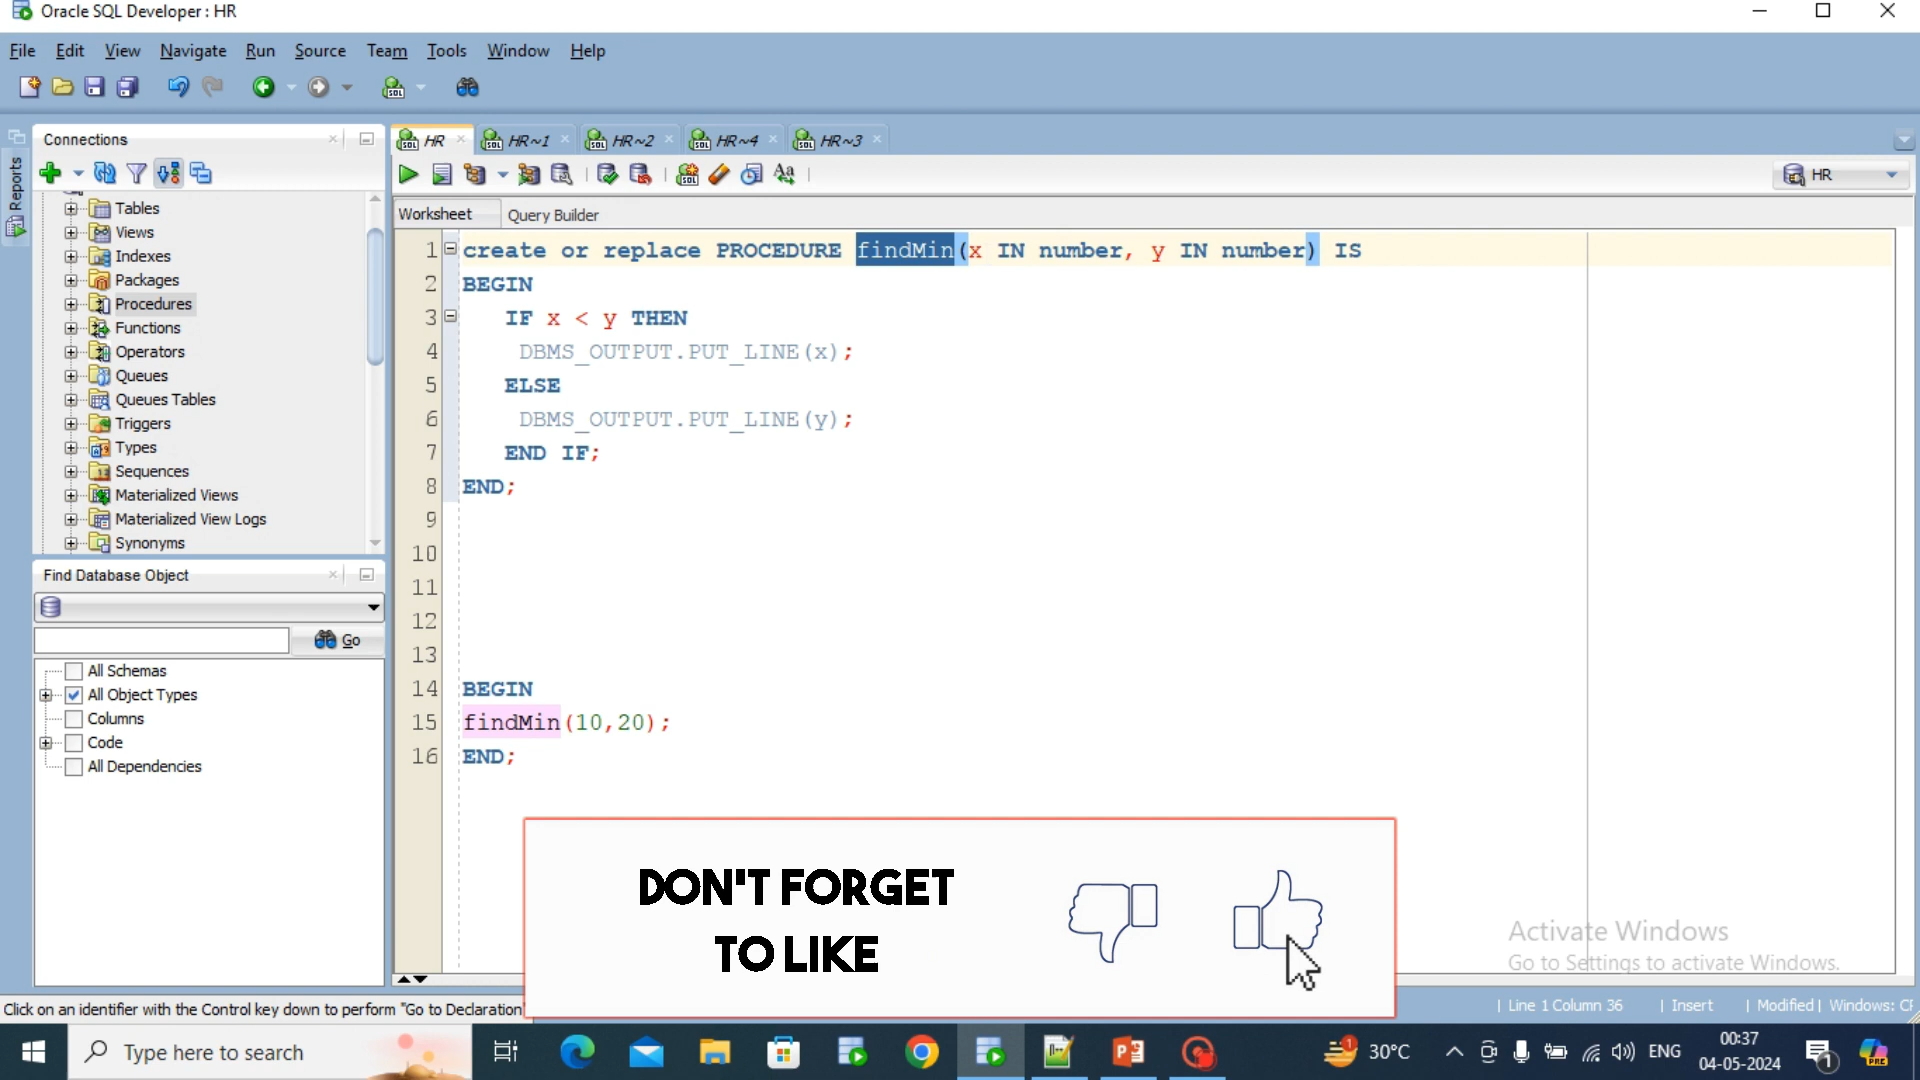 Oracle SQL Developer : HR
File Edit View Navigate Run Source Team Tools Window Help
Reports
Connections
Tables
Views
Indexes
Packages
Procedures
Functions
Operators
Queues
Queues Tables
Triggers
Types
Sequences
Materialized Views
Materialized View Logs
Synonyms
Find Database Object
Go
All Schemas
All Object Types
Columns
Code
All Dependencies
HR HR~1 HR~2 HR~4 HR~3
HR
Worksheet Query Builder
1 create or replace PROCEDURE findMin(x IN number, y IN number) IS
2 BEGIN
3 IF x < y THEN
4 DBMS_OUTPUT.PUT_LINE(x);
5 ELSE
6 DBMS_OUTPUT.PUT_LINE(y);
7 END IF;
8 END;
9
10
11
12
13
14 BEGIN
15 findMin(10,20);
16 END;
DON'T FORGET
TO LIKE
Activate Windows
Go to Settings to activate Windows.
Click on an identifier with the Control key down to perform "Go to Declaration
| Line 1 Column 36 | Insert | Modified | Windows: CF
Type here to search
30°C
ENG
00:37
04-05-2024